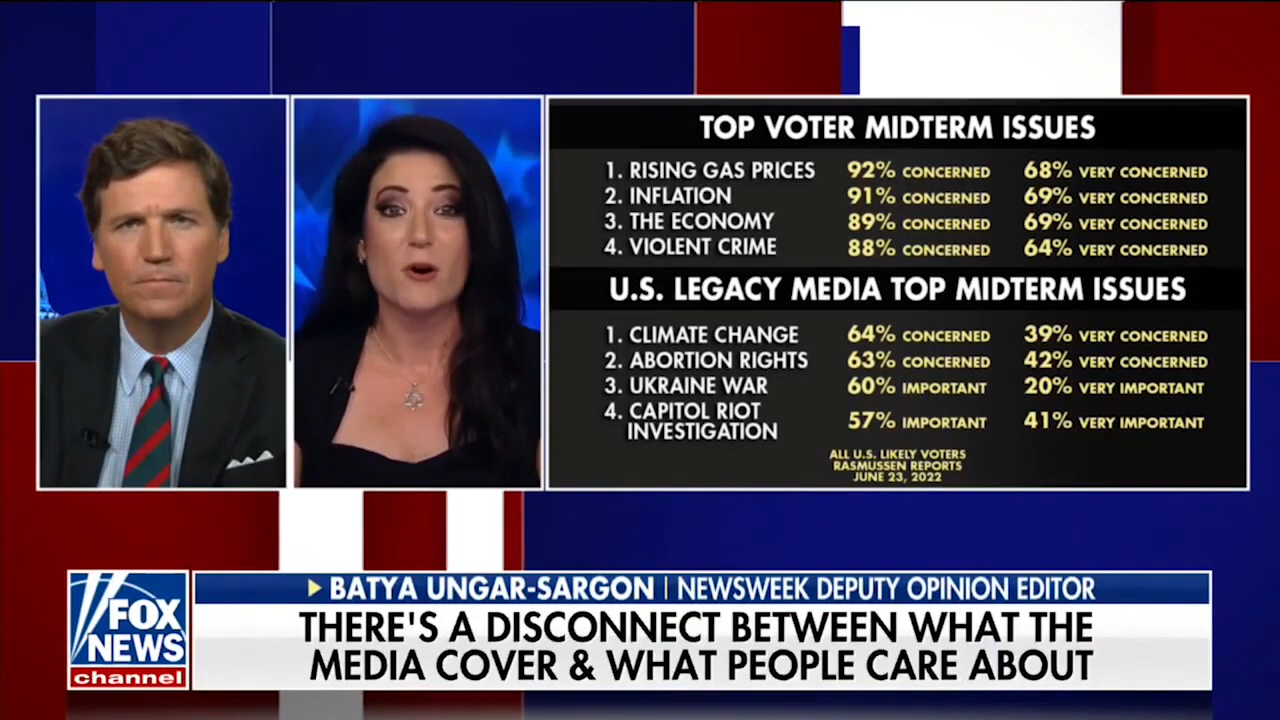 TOP VOTER MIDTERM ISSUES
1. RISING GAS PRICES 92% CONCERNED 68% VERY CONCERNED
2. INFLATION 91% CONCERNED 69% VERY CONCERNED
3. THE ECONOMY 89% CONCERNED 69% VERY CONCERNED
4. VIOLENT CRIME 88% CONCERNED 64% VERY CONCERNED
U.S. LEGACY MEDIA TOP MIDTERM ISSUES
1. CLIMATE CHANGE 64% CONCERNED 39% VERY CONCERNED
2. ABORTION RIGHTS 63% CONCERNED 42% VERY CONCERNED
3. UKRAINE WAR 60% IMPORTANT 20% VERY IMPORTANT
4. CAPITOL RIOT
INVESTIGATION 57% IMPORTANT 41% VERY IMPORTANT
ALL U.S. LIKELY VOTERS
RASMUSSEN REPORTS
JUNE 23, 2022
BATYA UNGAR-SARGON | NEWSWEEK DEPUTY OPINION EDITOR
THERE'S A DISCONNECT BETWEEN WHAT THE
MEDIA COVER & WHAT PEOPLE CARE ABOUT
FOX
NEWS
channel